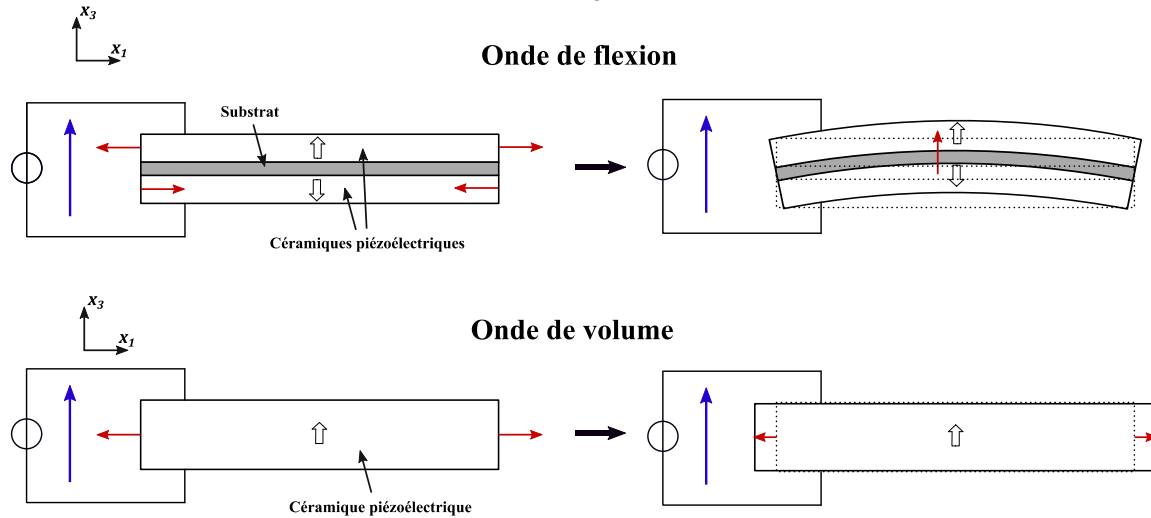 x3
x1
Onde de flexion
Substrat
Céramiques piézoélectriques
x3
x1
Onde de volume
Céramique piézoélectrique